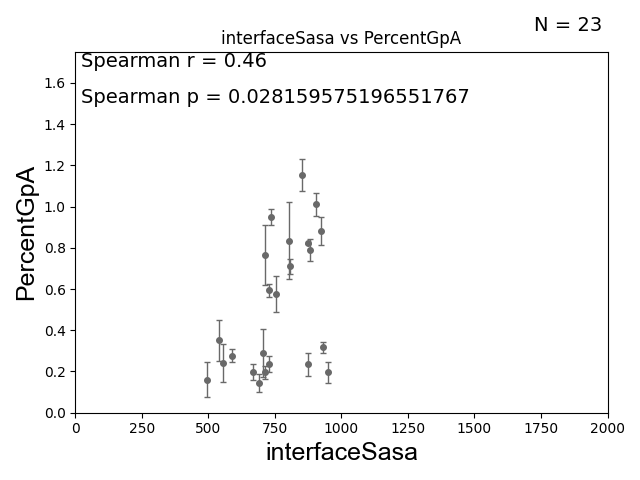 N = 23
interfaceSasa vs PercentGpA
Spearman r = 0.46
Spearman p = 0.028159575196551767
PercentGpA
1.6
1.4
1.2
1.0
0.8
0.6
0.4
0.2
0.0
0 250 500 750 1000 1250 1500 1750 2000
interfaceSasa